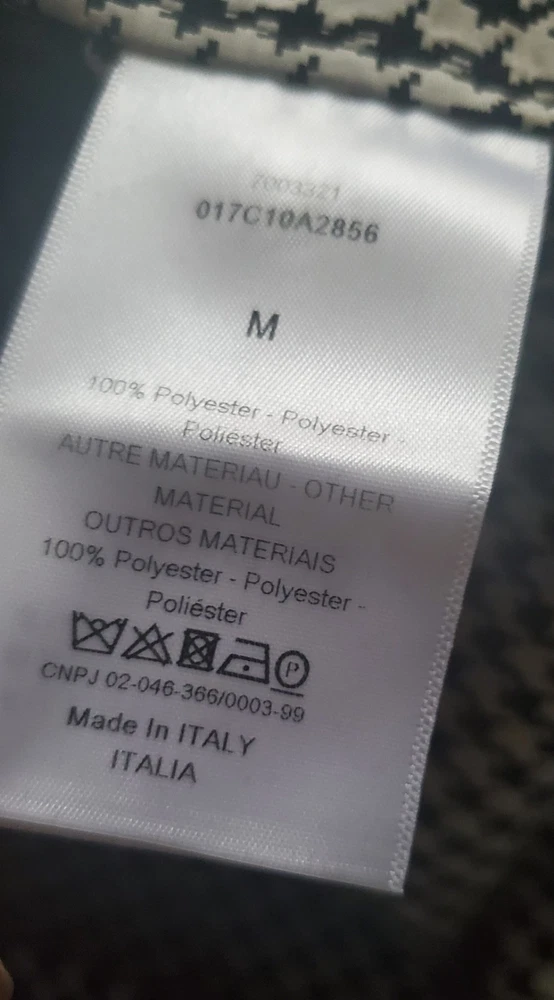 7003321
017C10A2856
M
100% Polyester - Polyester -
Poliéster
AUTRE MATERIAU - OTHER
MATERIAL
OUTROS MATERIAIS
100% Polyester - Polyester -
Poliéster
P
CNPJ 02-046-366/0003-99
Made In ITALY
ITALIA